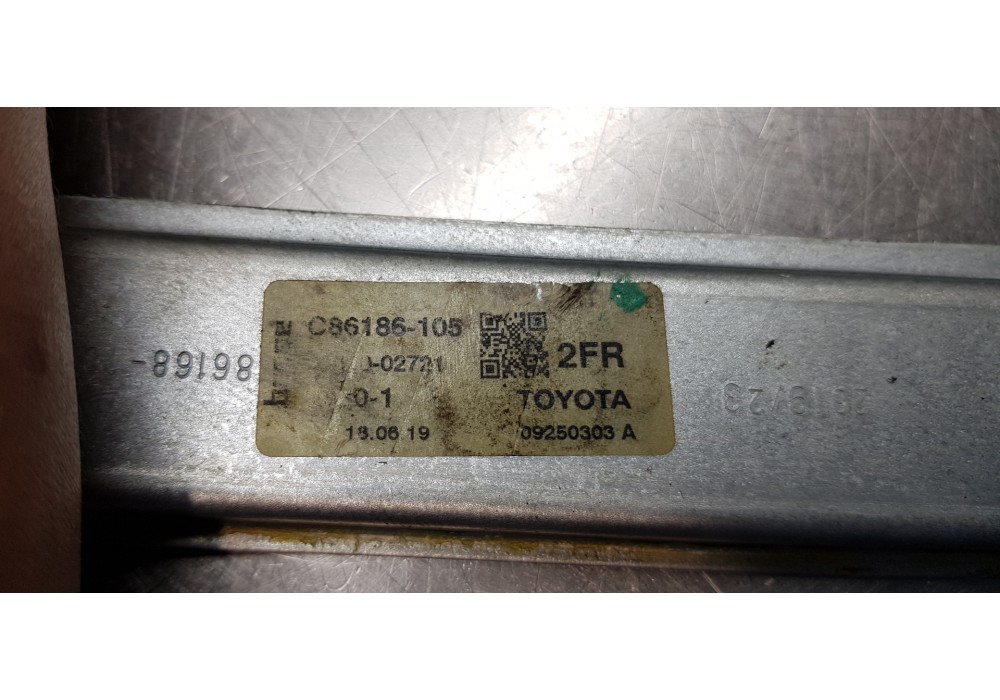 C86186-105
-02721
2FR
0-1
TOYOTA
18.06.19
09250303 A
86168-